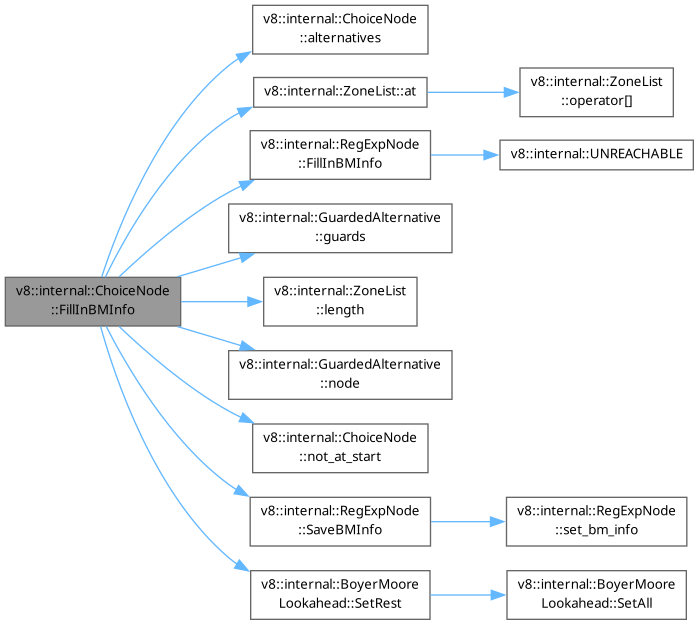 v8::internal::ChoiceNode
::FillInBMInfo
v8::internal::ChoiceNode
::alternatives
v8::internal::ZoneList::at
v8::internal::ZoneList
::operator[]
v8::internal::RegExpNode
::FillInBMInfo
v8::internal::UNREACHABLE
v8::internal::GuardedAlternative
::guards
v8::internal::ZoneList
::length
v8::internal::GuardedAlternative
::node
v8::internal::ChoiceNode
::not_at_start
v8::internal::RegExpNode
::SaveBMInfo
v8::internal::RegExpNode
::set_bm_info
v8::internal::BoyerMoore
Lookahead::SetRest
v8::internal::BoyerMoore
Lookahead::SetAll